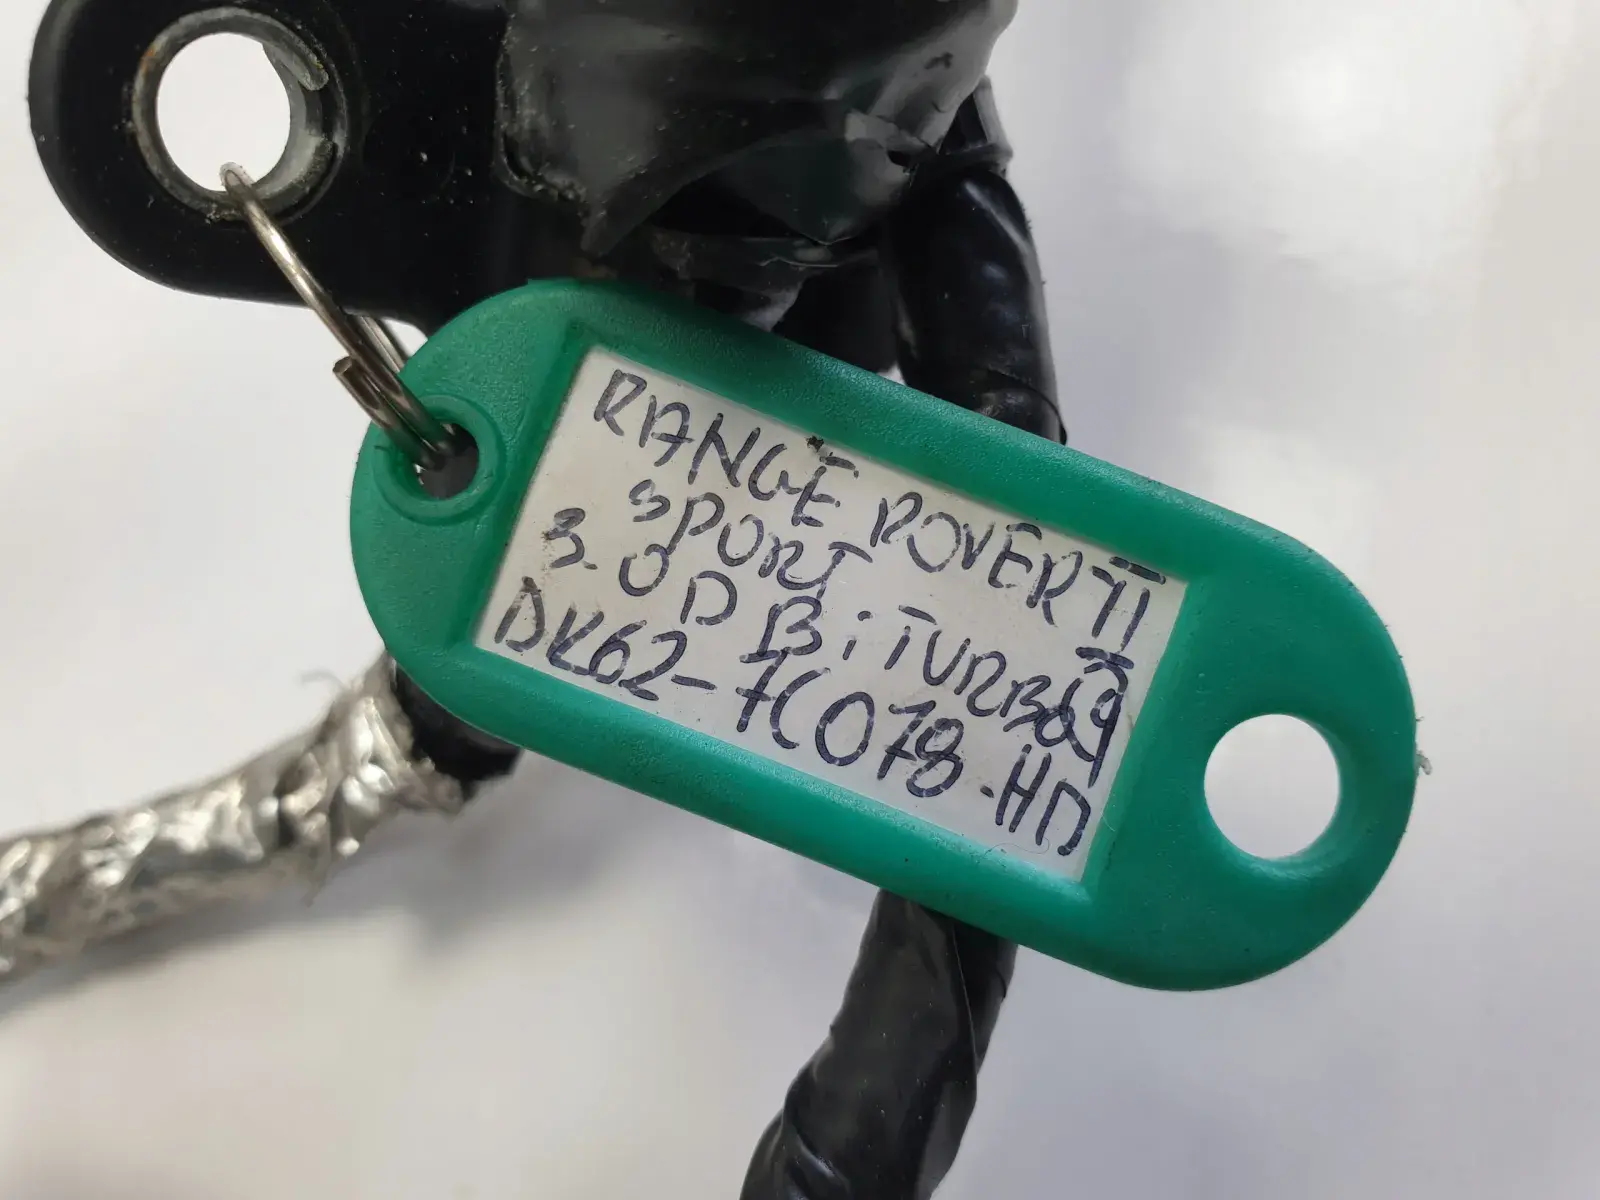 RANGE ROVER II
SPORT
3.0 D BiTURBO
DK62-7C078-HD